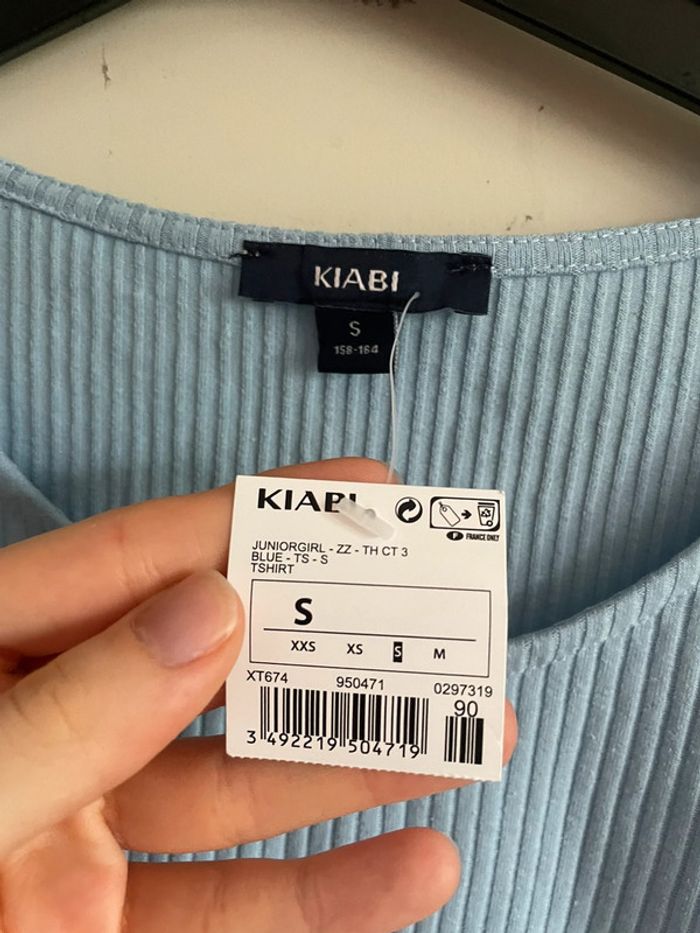 KIABI
S
158-164
KIABI
FRANCE ONLY
JUNIORGIRL - ZZ - TH CT 3
BLUE - TS - S
TSHIRT
S
XXS XS S M
XT674 950471 0297319
90
3 492219 504719